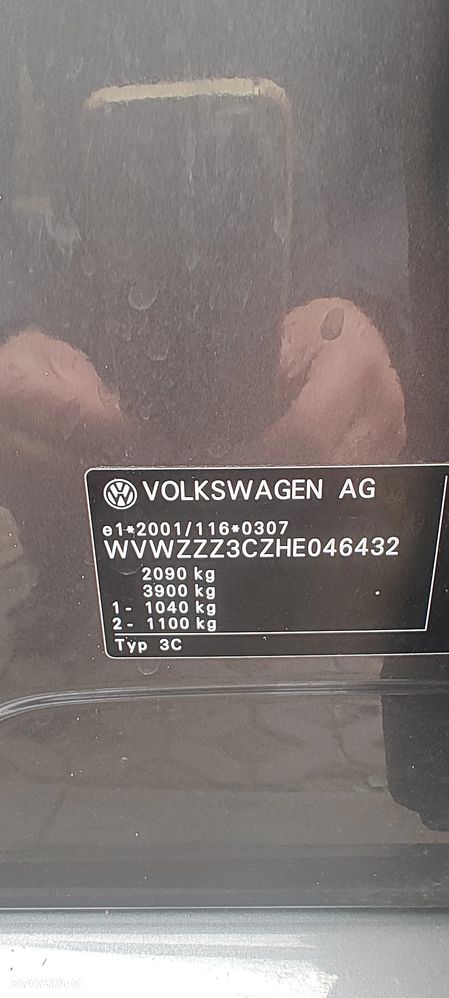 VOLKSWAGEN AG
e1*2001/116*0307
WVWZZZ3CZHE046432
2090 kg
3900 kg
1- 1040 kg
2- 1100 kg
Typ 3C